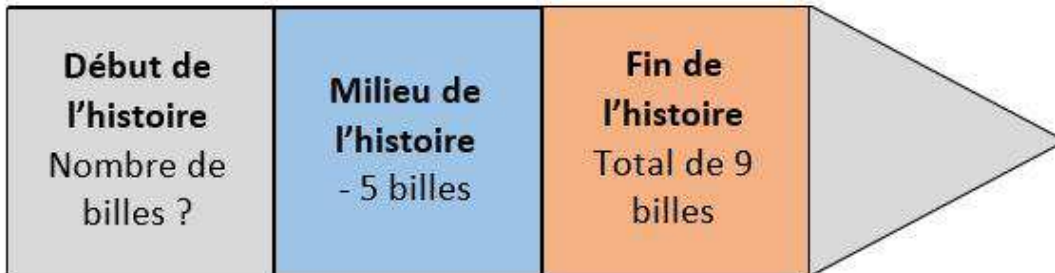 Début de
l'histoire
Nombre de
billes ?
Milieu de
l'histoire
- 5 billes
Fin de
l'histoire
Total de 9
billes